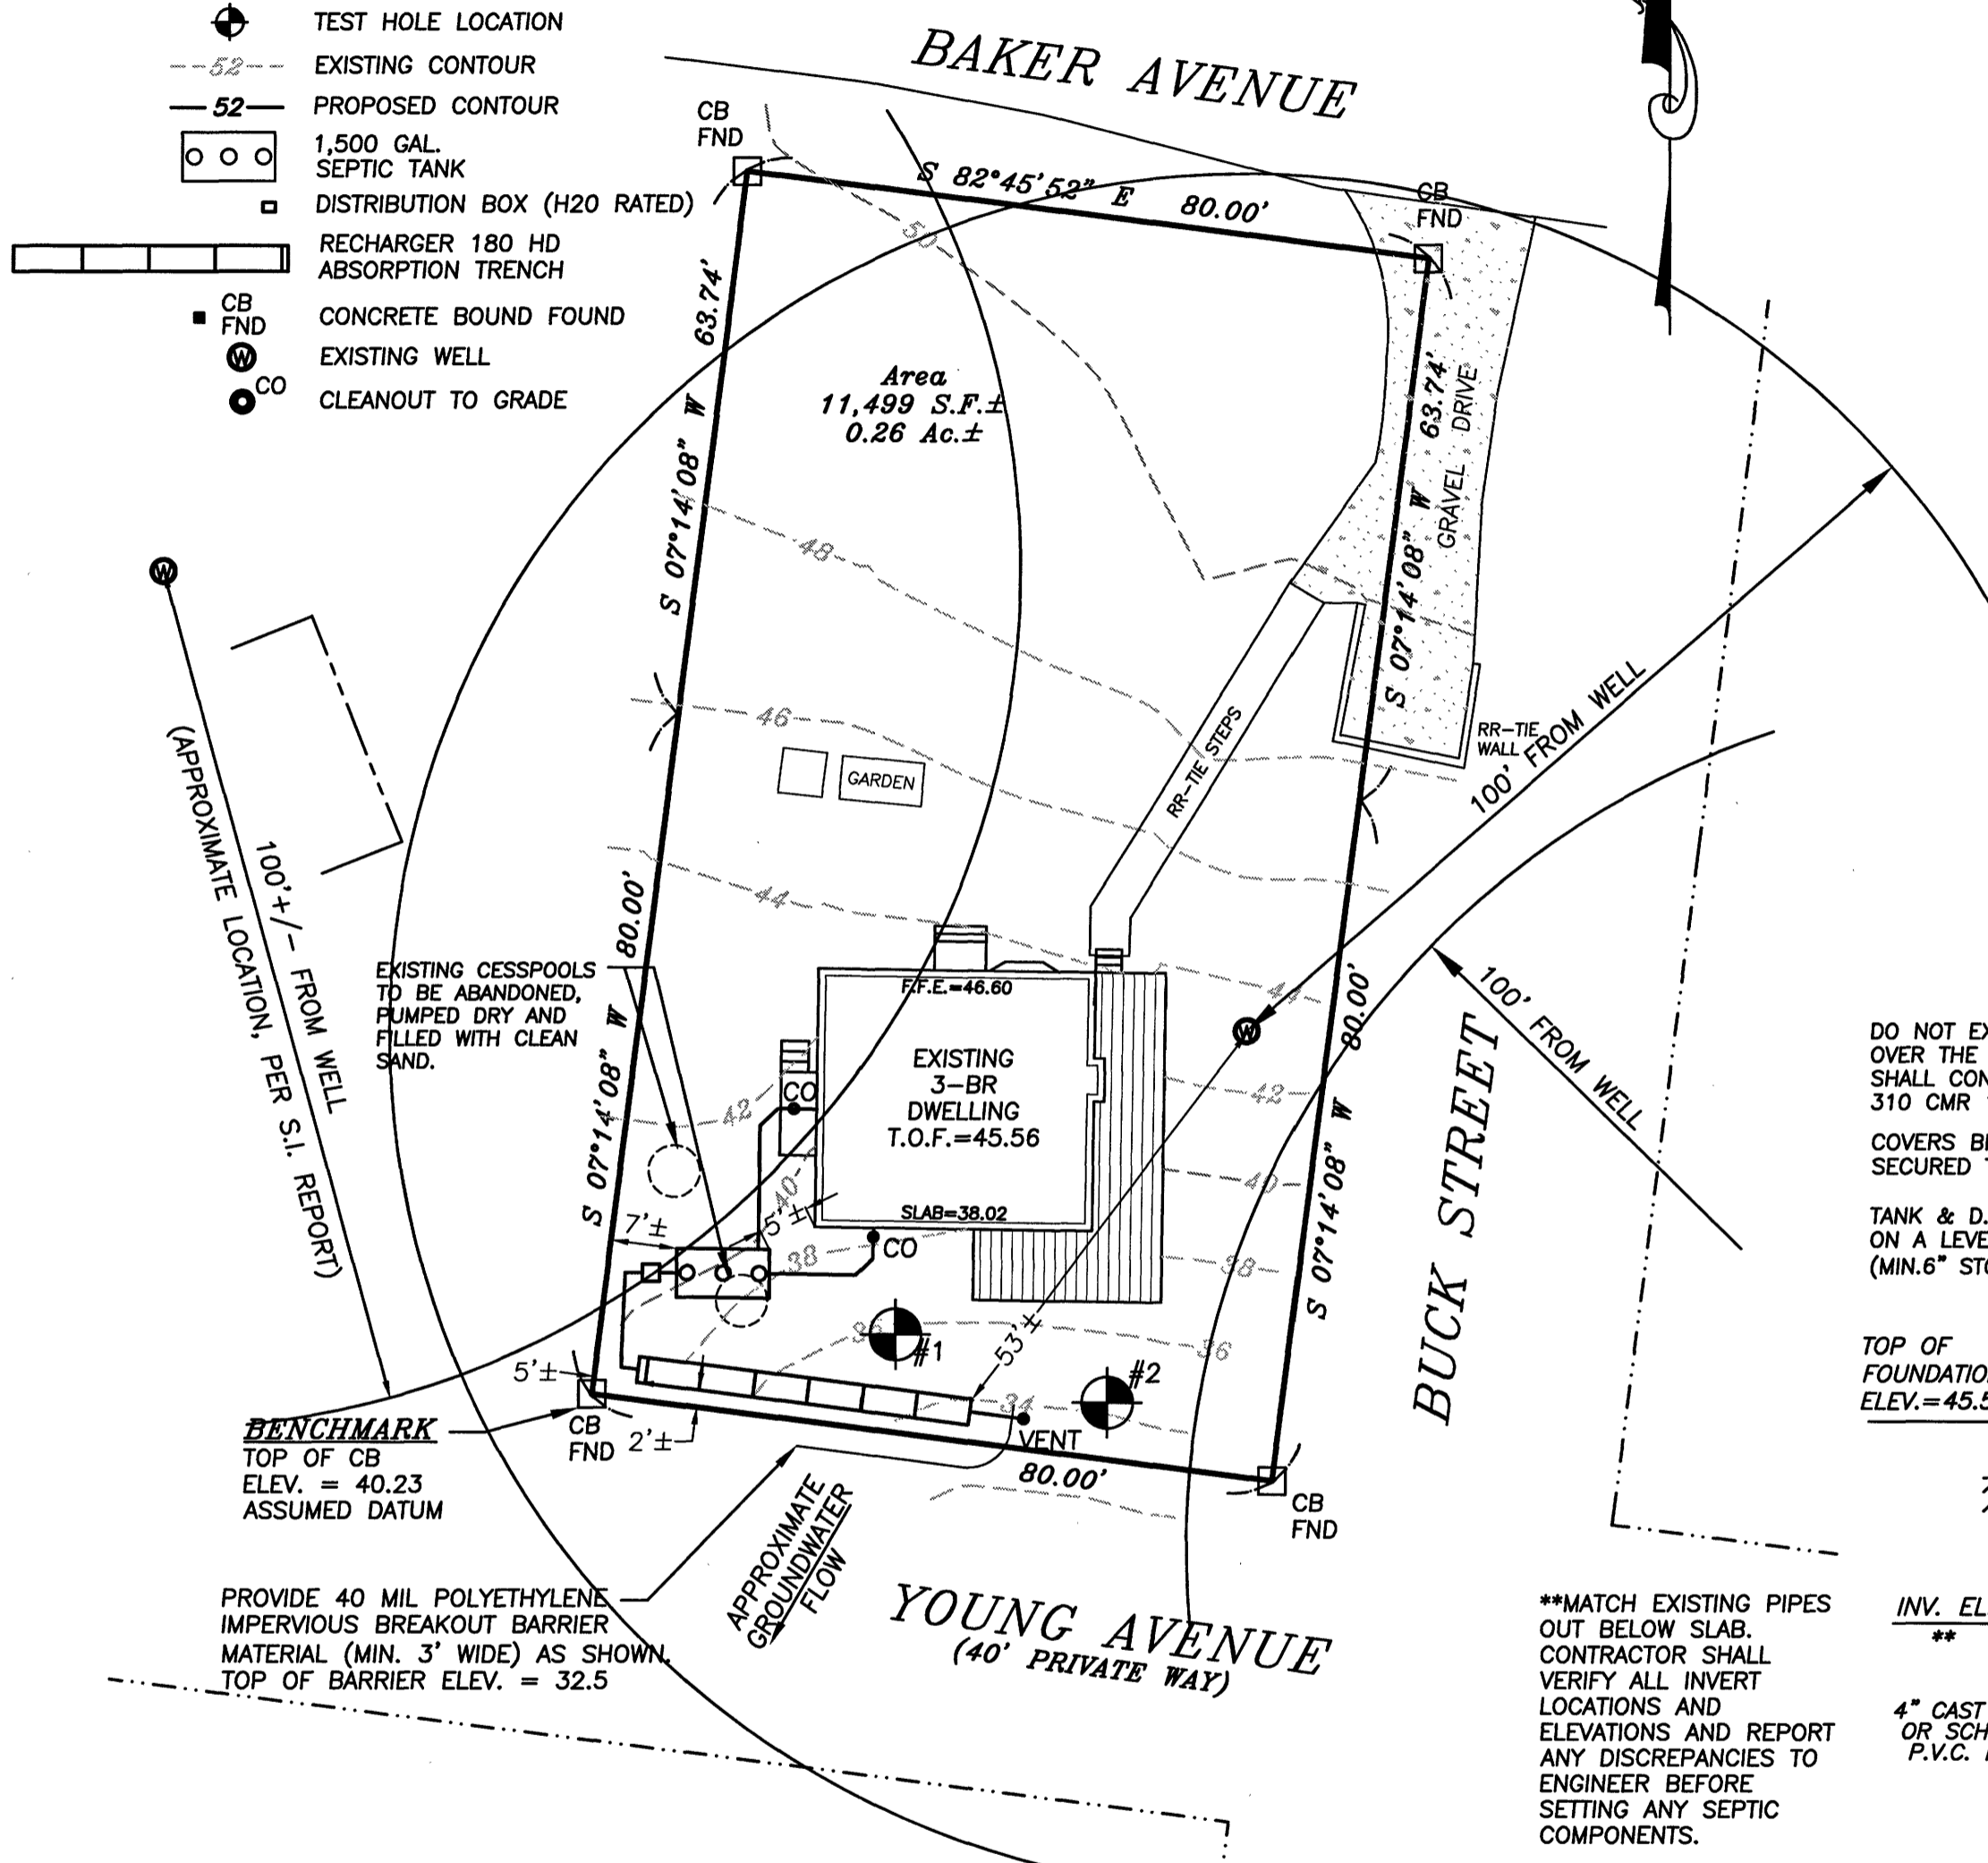 TEST HOLE LOCATION
--52-- EXISTING CONTOUR
52 PROPOSED CONTOUR
1,500 GAL.
SEPTIC TANK
DISTRIBUTION BOX (H20 RATED)
RECHARGER 180 HD
ABSORPTION TRENCH
CB
FND
CONCRETE BOUND FOUND
W EXISTING WELL
CO
CLEANOUT TO GRADE
BAKER AVENUE
CB
FND
S 82°45'52" E 80.00'
CB
FND
50
S 07°14'08" W 63.74'
Area
11,499 S.F.±
0.26 Ac.±
S 07°14'08" W 63.74'
GRAVEL DRIVE
48
46
GARDEN
RR-TIE STEPS
RR-TIE
WALL
100' FROM WELL
W
100'+/- FROM WELL
(APPROXIMATE LOCATION, PER S.I. REPORT)
44
S 07°14'08" W 80.00'
EXISTING CESSPOOLS
TO BE ABANDONED,
PUMPED DRY AND
FILLED WITH CLEAN
SAND.
F.F.E.=46.60
EXISTING
3-BR
DWELLING
T.O.F.=45.56
SLAB=38.02
CO
42
40
5'±
7'±
38
CO
44
W
42
40
38
36
S 07°14'08" W 80.00'
100' FROM WELL
BUCK STREET
36
#1
53'±
#2
34
VENT
5'±
2'±
CB
FND
80.00'
CB
FND
BENCHMARK
TOP OF CB
ELEV. = 40.23
ASSUMED DATUM
PROVIDE 40 MIL POLYETHYLENE
IMPERVIOUS BREAKOUT BARRIER
MATERIAL (MIN. 3' WIDE) AS SHOWN.
TOP OF BARRIER ELEV. = 32.5
APPROXIMATE
GROUNDWATER
FLOW
YOUNG AVENUE
(40' PRIVATE WAY)
DO NOT EX
OVER THE
SHALL CON
310 CMR
COVERS B
SECURED
TANK & D.
ON A LEVE
(MIN.6" ST
TOP OF
FOUNDATIO
ELEV.=45.5
**MATCH EXISTING PIPES
OUT BELOW SLAB.
CONTRACTOR SHALL
VERIFY ALL INVERT
LOCATIONS AND
ELEVATIONS AND REPORT
ANY DISCREPANCIES TO
ENGINEER BEFORE
SETTING ANY SEPTIC
COMPONENTS.
INV. EL
**
4" CAST
OR SCH
P.V.C.